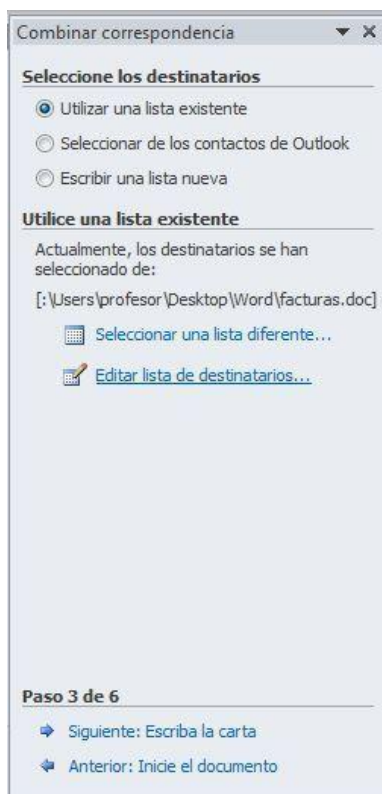 Combinar correspondencia
Seleccione los destinatarios
Utilizar una lista existente
Seleccionar de los contactos de Outlook
Escribir una lista nueva
Utilice una lista existente
Actualmente, los destinatarios se han
seleccionado de:
[:\Users\profesor\Desktop\Word\facturas.doc]
Seleccionar una lista diferente...
Editar lista de destinatarios...
Paso 3 de 6
Siguiente: Escriba la carta
Anterior: Inicie el documento